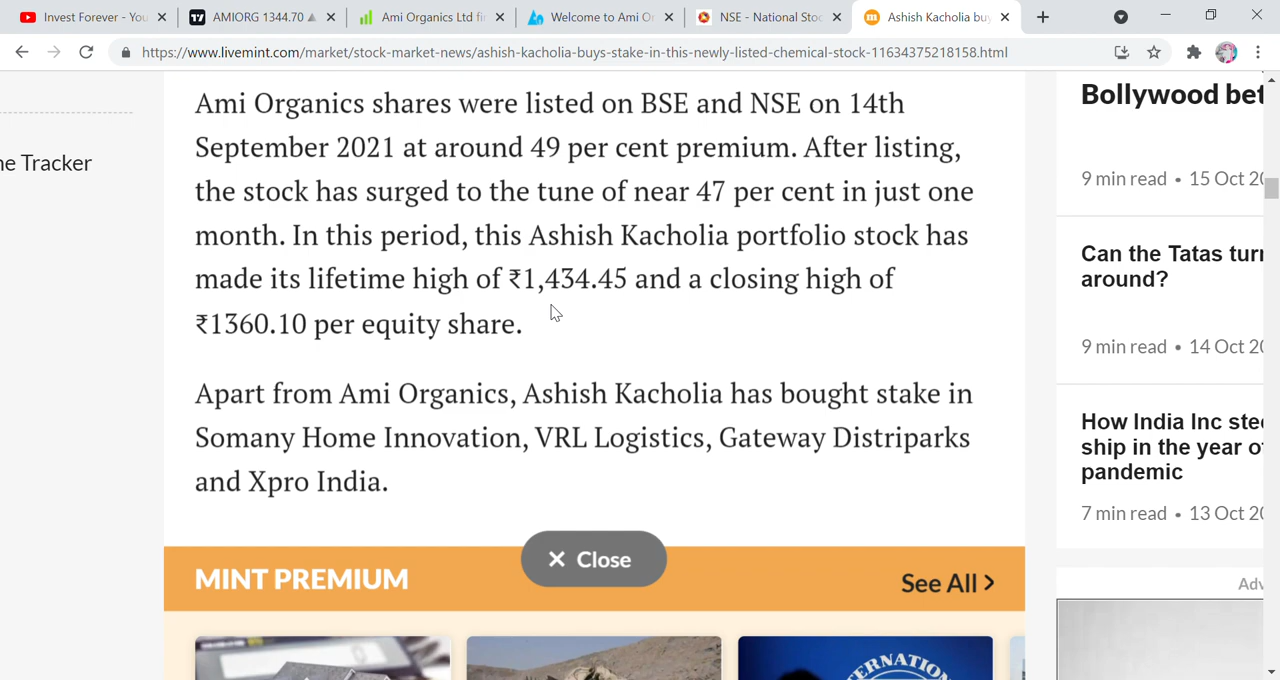 Invest Forever - You
AMIORG 1344.70
Ami Organics Ltd fi
Welcome to Ami O
NSE - National Stoc
Ashish Kacholia bu
https://www.livemint.com/market/stock-market-news/ashish-kacholia-buys-stake-in-this-newly-listed-chemical-stock-11634375218158.html
ne Tracker
Ami Organics shares were listed on BSE and NSE on 14th
September 2021 at around 49 per cent premium. After listing,
the stock has surged to the tune of near 47 per cent in just one
month. In this period, this Ashish Kacholia portfolio stock has
made its lifetime high of ₹1,434.45 and a closing high of
₹1360.10 per equity share.
Apart from Ami Organics, Ashish Kacholia has bought stake in
Somany Home Innovation, VRL Logistics, Gateway Distriparks
and Xpro India.
Close
MINT PREMIUM
See All
Bollywood bet
9 min read • 15 Oct 20
Can the Tatas turn
around?
9 min read • 14 Oct 20
How India Inc stee
ship in the year of
pandemic
7 min read • 13 Oct 20
Adv